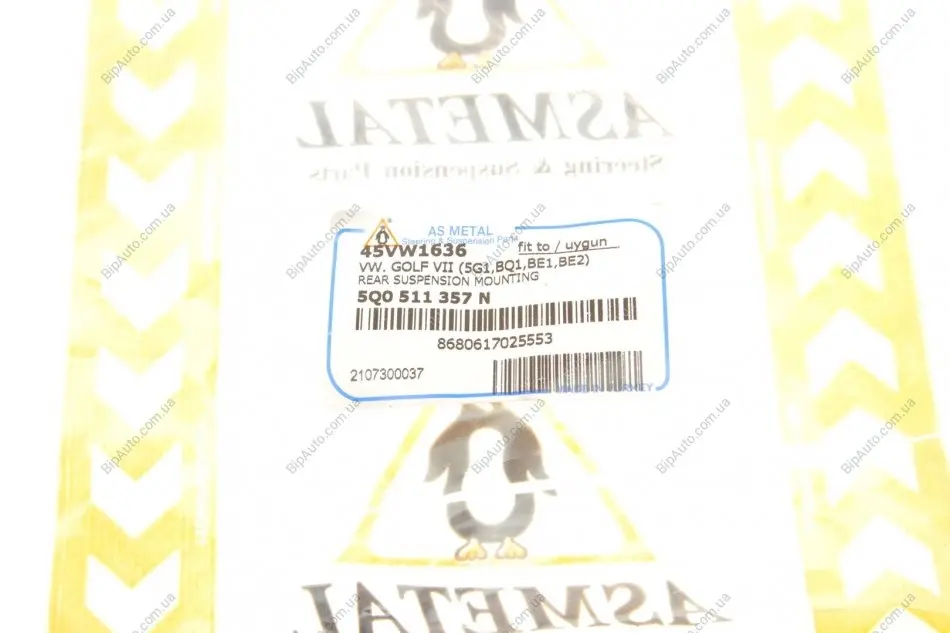 ASMETAL
Steering & Suspension Parts
AS METAL
Steering & Suspension Parts
45VW1636 fit to / uygun
VW. GOLF VII (5G1,BQ1,BE1,BE2)
REAR SUSPENSION MOUNTING
5Q0 511 357 N
8680617025553
2107300037
MADE IN TURKEY
ASMETAL
BipAuto.com.ua